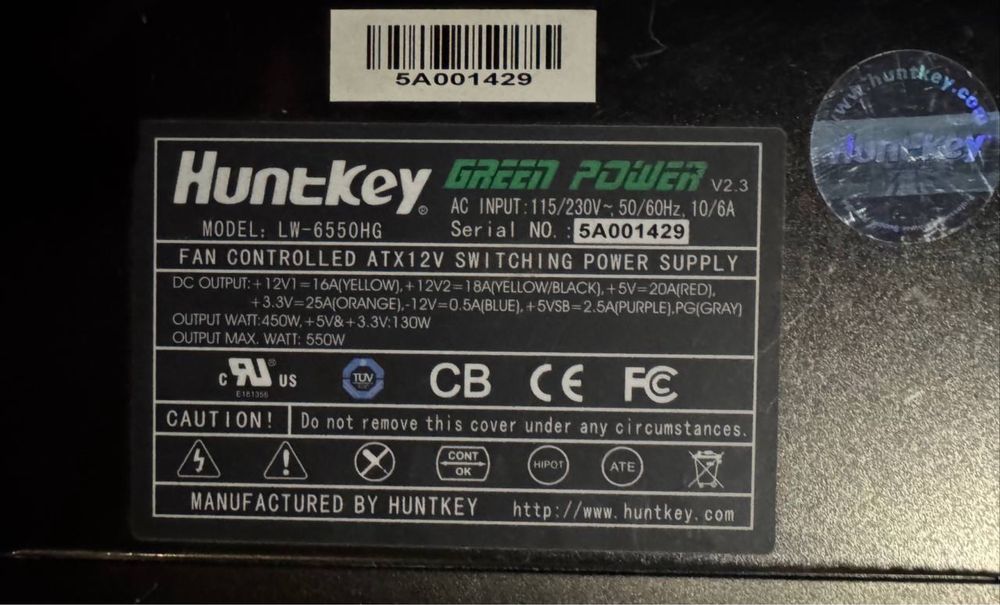 5A001429
www.huntkey.com
Huntkey
Huntkey® GREEN POWER V2.3
AC INPUT:115/230V~, 50/60Hz, 10/6A
MODEL: LW-6550HG Serial NO.: 5A001429
FAN CONTROLLED ATX12V SWITCHING POWER SUPPLY
DC OUTPUT:+12V1=16A(YELLOW),+12V2=18A(YELLOW/BLACK),+5V=20A(RED),
+3.3V=25A(ORANGE),-12V=0.5A(BLUE),+5VSB=2.5A(PURPLE),PG(GRAY)
OUTPUT WATT:450W, +5V&+3.3V:130W
OUTPUT MAX. WATT: 550W
c RU® US TÜV CB CE FC
E161356
CAUTION! Do not remove this cover under any circumstances.
CONT OK HIPOT ATE
MANUFACTURED BY HUNTKEY http://www.huntkey.com